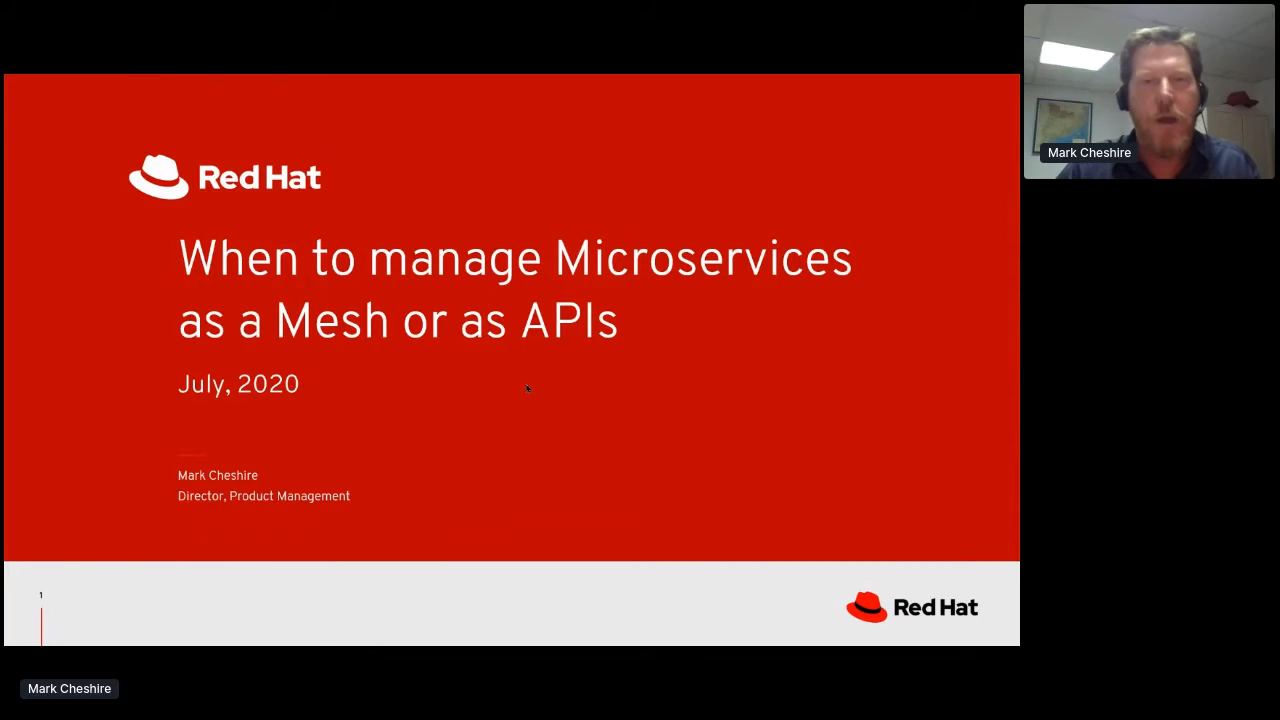 Red Hat
When to manage Microservices
as a Mesh or as APIs
July, 2020
Mark Cheshire
Director, Product Management
1
Red Hat
Mark Cheshire
Mark Cheshire